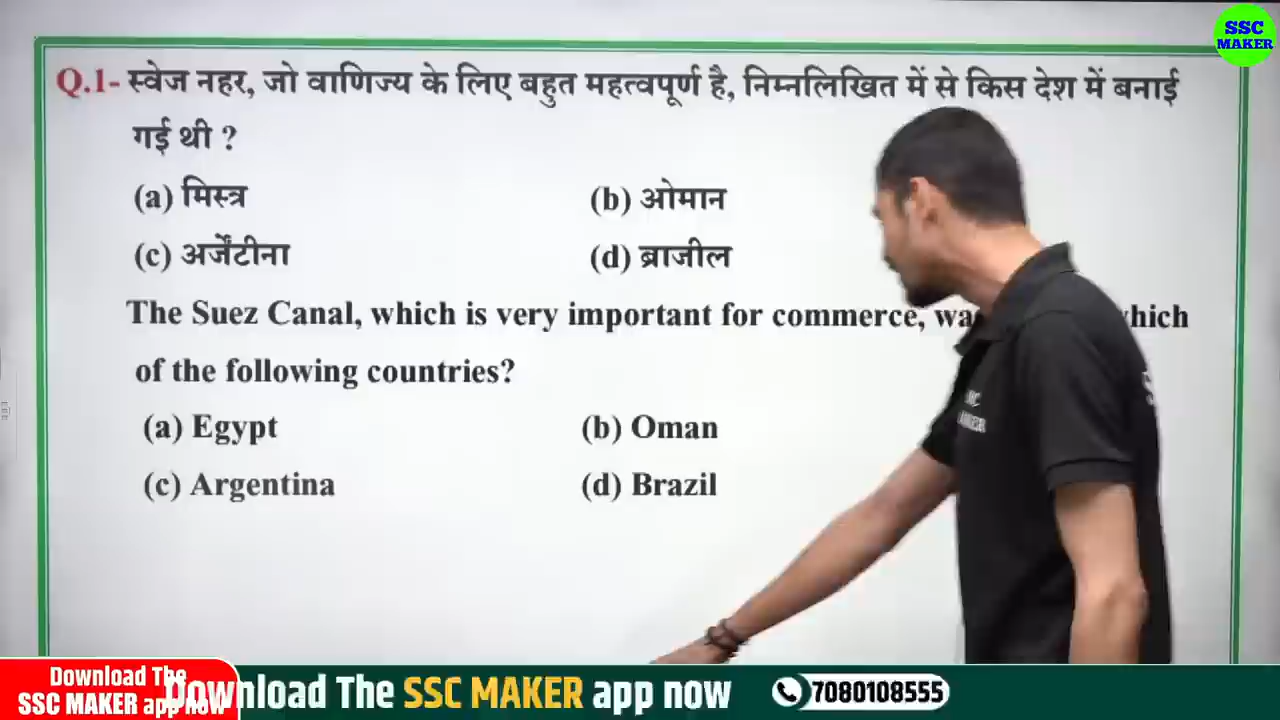 SSC
MAKER
Q.1- स्वेज नहर, जो वाणिज्य के लिए बहुत महत्वपूर्ण है, निम्नलिखित में से किस देश में बनाई
गई थी ?
(a) मिस्त्र
(b) ओमान
(c) अर्जेंटीना
(d) ब्राजील
The Suez Canal, which is very important for commerce,
of the following countries?
(a) Egypt
(b) Oman
(c) Argentina
(d) Brazil
Download The
SSC MAKER app now
Download The SSC MAKER app now
7080108555